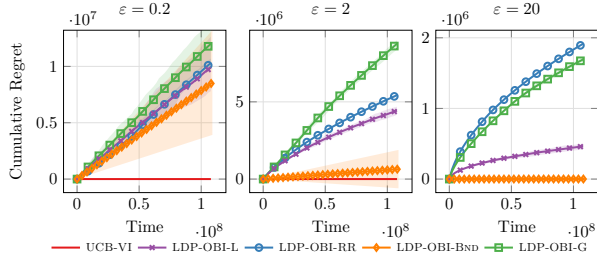 ε = 0.2
ε = 2
ε = 20
·10⁷
·10⁶
·10⁶
Cumulative Regret
1
0.5
0
5
0
2
1
0
0 0.5 1
0 0.5 1
0 0.5 1
Time
Time
Time
·10⁸
·10⁸
·10⁸
UCB-VI LDP-OBI-L LDP-OBI-RR LDP-OBI-BND LDP-OBI-G